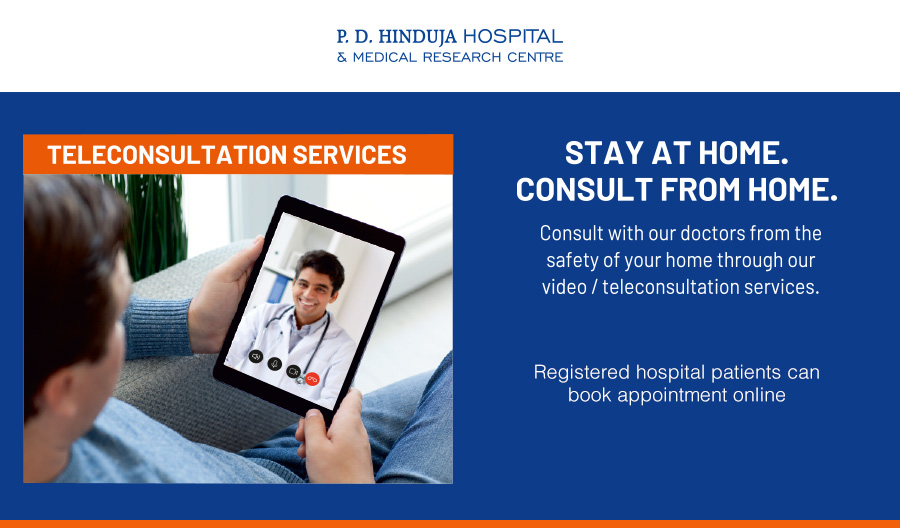 P. D. HINDUJA HOSPITAL
& MEDICAL RESEARCH CENTRE
TELECONSULTATION SERVICES
STAY AT HOME.
CONSULT FROM HOME.
Consult with our doctors from the
safety of your home through our
video / teleconsultation services.
Registered hospital patients can
book appointment online